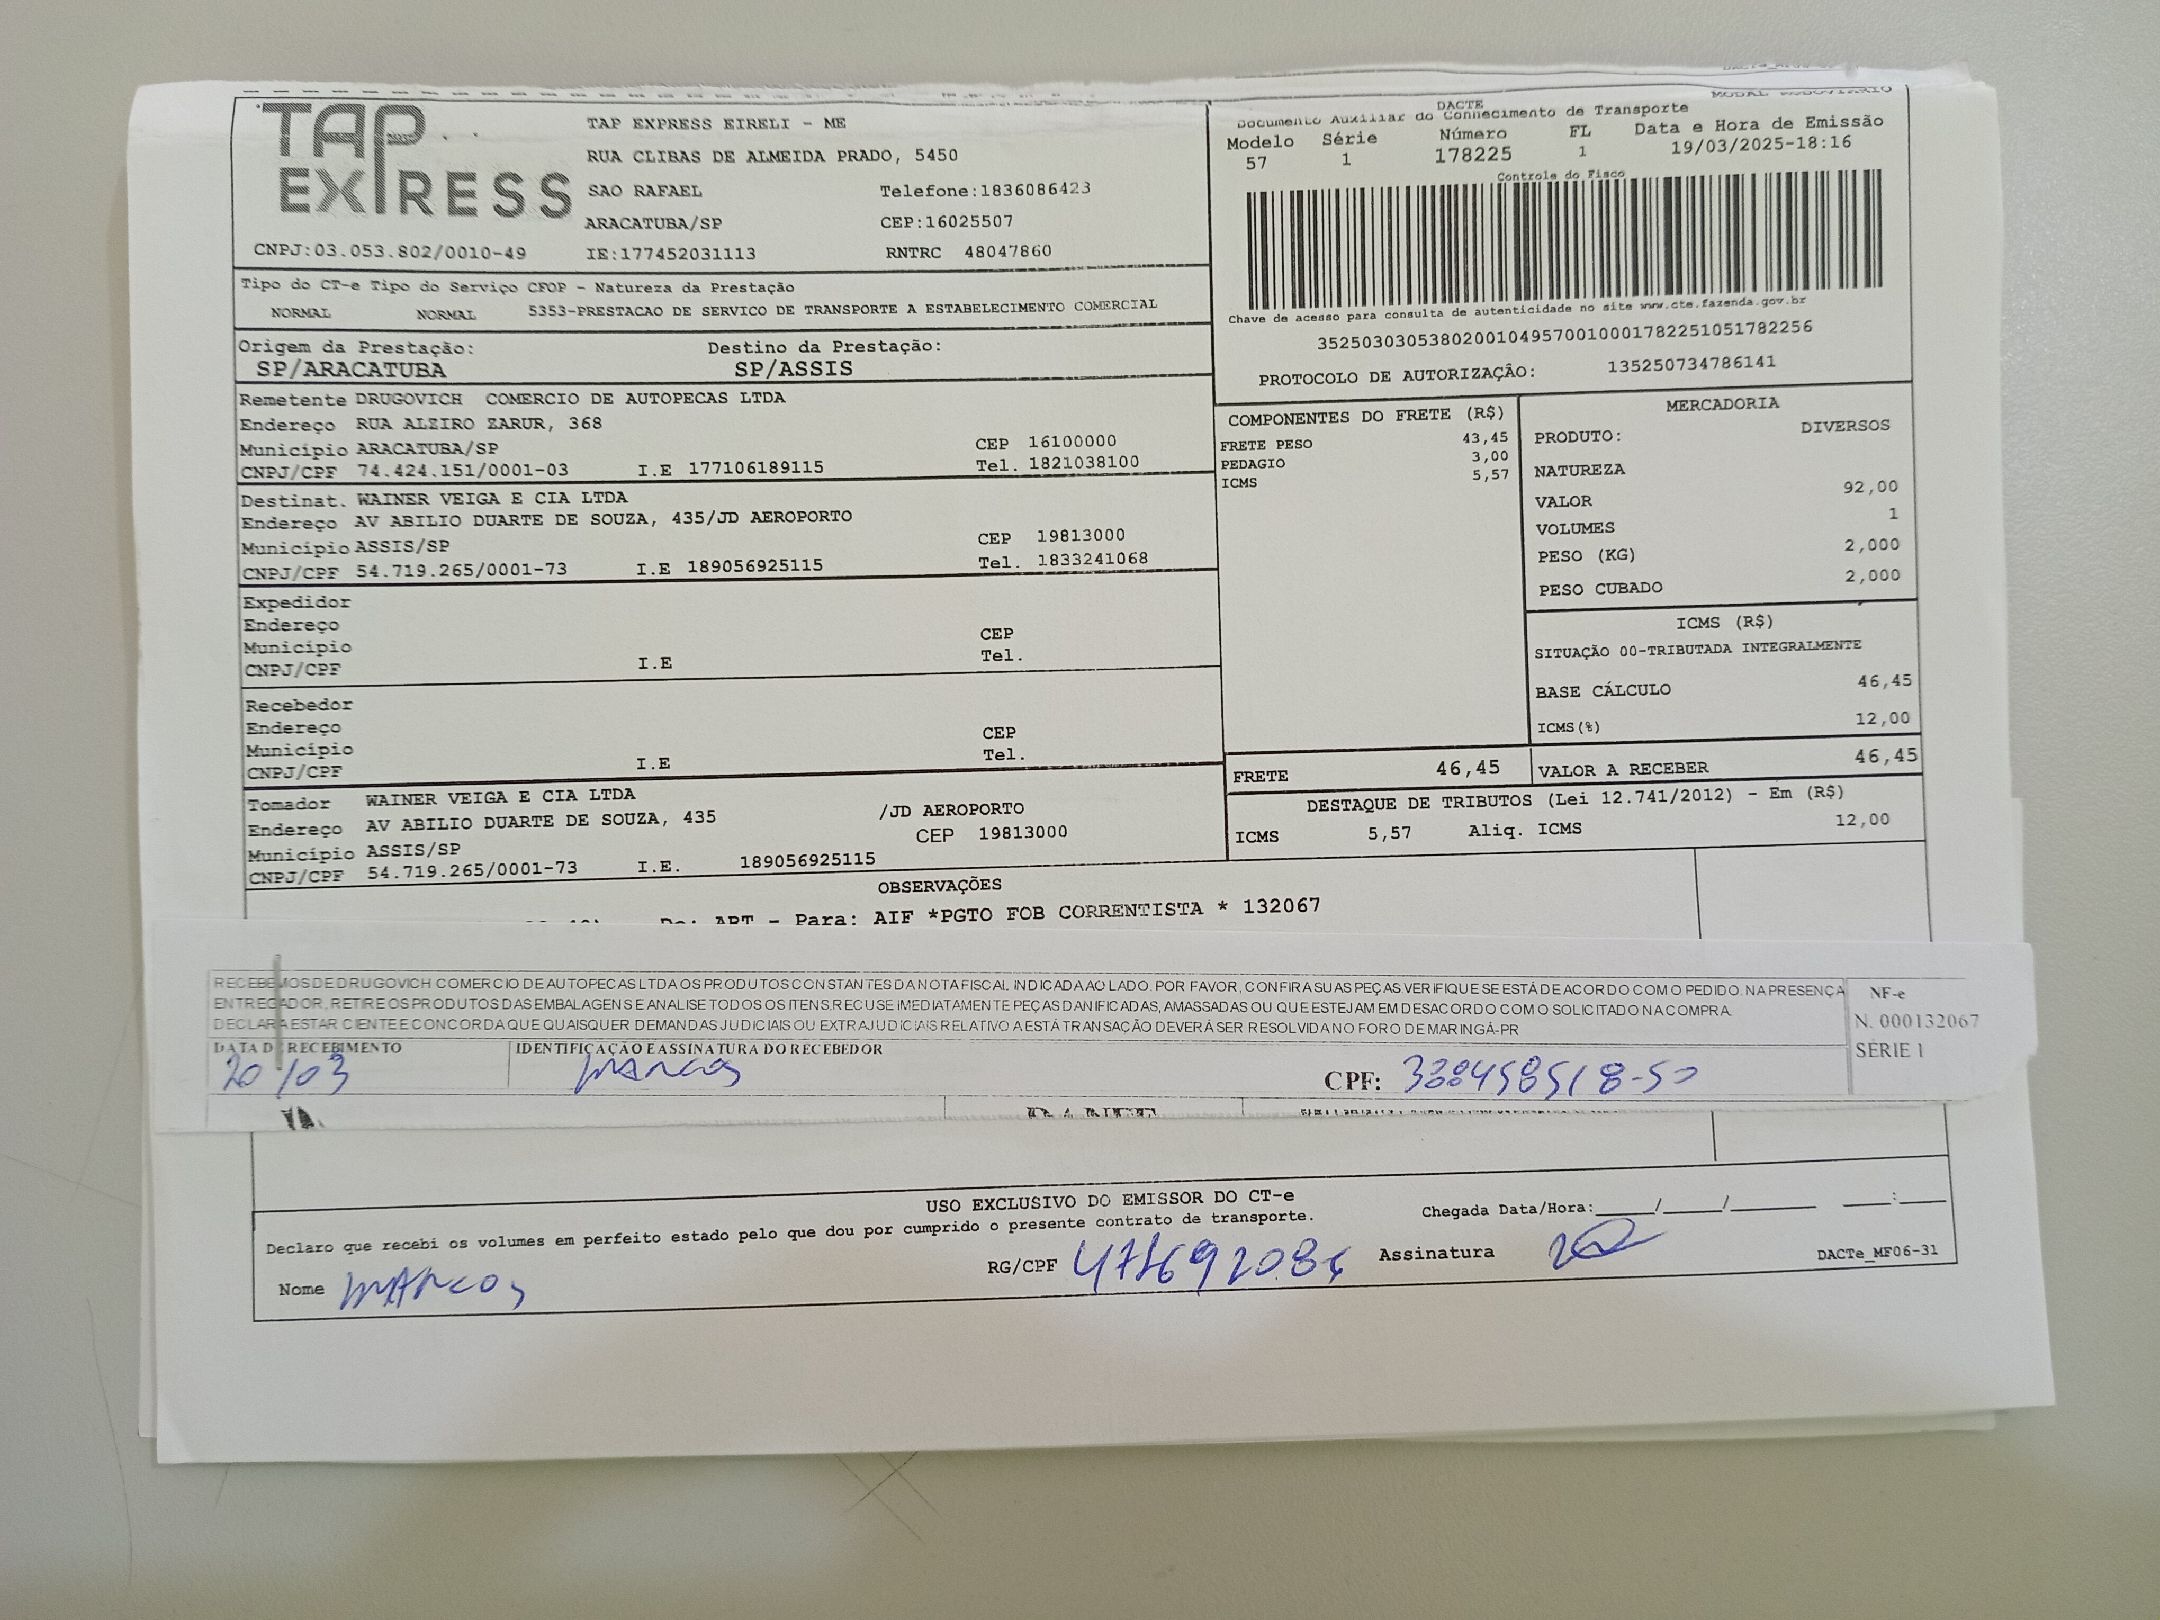 TAP EXPRESS
TAP EXPRESS EIRELI - ME
RUA CLIBAS DE ALMEIDA PRADO, 5450
SAO RAFAEL Telefone:1836086423
ARACATUBA/SP CEP:16025507
CNPJ:03.053.802/0010-49 IE:177452031113 RNTRC 48047860
MODAL RODOVIARIO
DACTE
Documento Auxiliar do Conhecimento de Transporte
Modelo Série Número FL Data e Hora de Emissão
57 1 178225 1 19/03/2025-18:16
Controle do Fisco
Chave de acesso para consulta de autenticidade no site www.cte.fazenda.gov.br
35250303053802001049570010001782251051782256
PROTOCOLO DE AUTORIZAÇÃO: 135250734786141
Tipo do CT-e Tipo do Serviço CFOP - Natureza da Prestação
NORMAL NORMAL 5353-PRESTACAO DE SERVICO DE TRANSPORTE A ESTABELECIMENTO COMERCIAL
Origem da Prestação: Destino da Prestação:
SP/ARACATUBA SP/ASSIS
Remetente DRUGOVICH COMERCIO DE AUTOPECAS LTDA
Endereço RUA ALZIRO ZARUR, 368
Município ARACATUBA/SP CEP 16100000
CNPJ/CPF 74.424.151/0001-03 I.E 177106189115 Tel. 1821038100
Destinat. WAINER VEIGA E CIA LTDA
Endereço AV ABILIO DUARTE DE SOUZA, 435/JD AEROPORTO
Município ASSIS/SP CEP 19813000
CNPJ/CPF 54.719.265/0001-73 I.E 189056925115 Tel. 1833241068
Expedidor
Endereço
Município CEP
CNPJ/CPF I.E Tel.
Recebedor
Endereço
Município CEP
CNPJ/CPF I.E Tel.
Tomador WAINER VEIGA E CIA LTDA
Endereço AV ABILIO DUARTE DE SOUZA, 435 /JD AEROPORTO
Município ASSIS/SP CEP 19813000
CNPJ/CPF 54.719.265/0001-73 I.E. 189056925115
COMPONENTES DO FRETE (R$)
FRETE PESO 43,45
PEDAGIO 3,00
ICMS 5,57
MERCADORIA
PRODUTO: DIVERSOS
NATUREZA
VALOR 92,00
VOLUMES 1
PESO (KG) 2,000
PESO CUBADO 2,000
ICMS (R$)
SITUAÇÃO 00-TRIBUTADA INTEGRALMENTE
BASE CÁLCULO 46,45
ICMS(%) 12,00
FRETE 46,45 VALOR A RECEBER 46,45
DESTAQUE DE TRIBUTOS (Lei 12.741/2012) - Em (R$)
ICMS 5,57 Aliq. ICMS 12,00
OBSERVAÇÕES
De: ART - Para: AIF *PGTO FOB CORRENTISTA * 132067
RECEBEMOS DE DRUGOVICH COMERCIO DE AUTOPECAS LTDA OS PRODUTOS CONSTANTES DA NOTA FISCAL INDICADA AO LADO. POR FAVOR, CONFIRA SUAS PEÇAS VERIFIQUE SE ESTÁ DE ACORDO COM O PEDIDO. NA PRESENÇA
ENTREGADOR, RETIRE OS PRODUTOS DAS EMBALAGENS E ANALISE TODOS OS ITENS, RECUSE IMEDIATAMENTE PEÇAS DANIFICADAS, AMASSADAS OU QUE ESTEJAM EM DESACORDO COM O SOLICITADO NA COMPRA.
DECLARA ESTAR CIENTE E CONCORDA QUE QUAISQUER DEMANDAS JUDICIAIS OU EXTRAJUDICIAIS RELATIVO A ESTÁ TRANSAÇÃO DEVERÁ SER RESOLVIDA NO FORO DE MARINGÁ-PR
NF-e
N. 000132067
SÉRIE 1
DATA DE RECEBIMENTO IDENTIFICAÇÃO E ASSINATURA DO RECEBEDOR
20/03 MARCOS CPF: 338458518-50
USO EXCLUSIVO DO EMISSOR DO CT-e
Declaro que recebi os volumes em perfeito estado pelo que dou por cumprido o presente contrato de transporte. Chegada Data/Hora:_____/_____/_______ ____:____
Nome MARCOS RG/CPF Assinatura DACTe_MF06-31